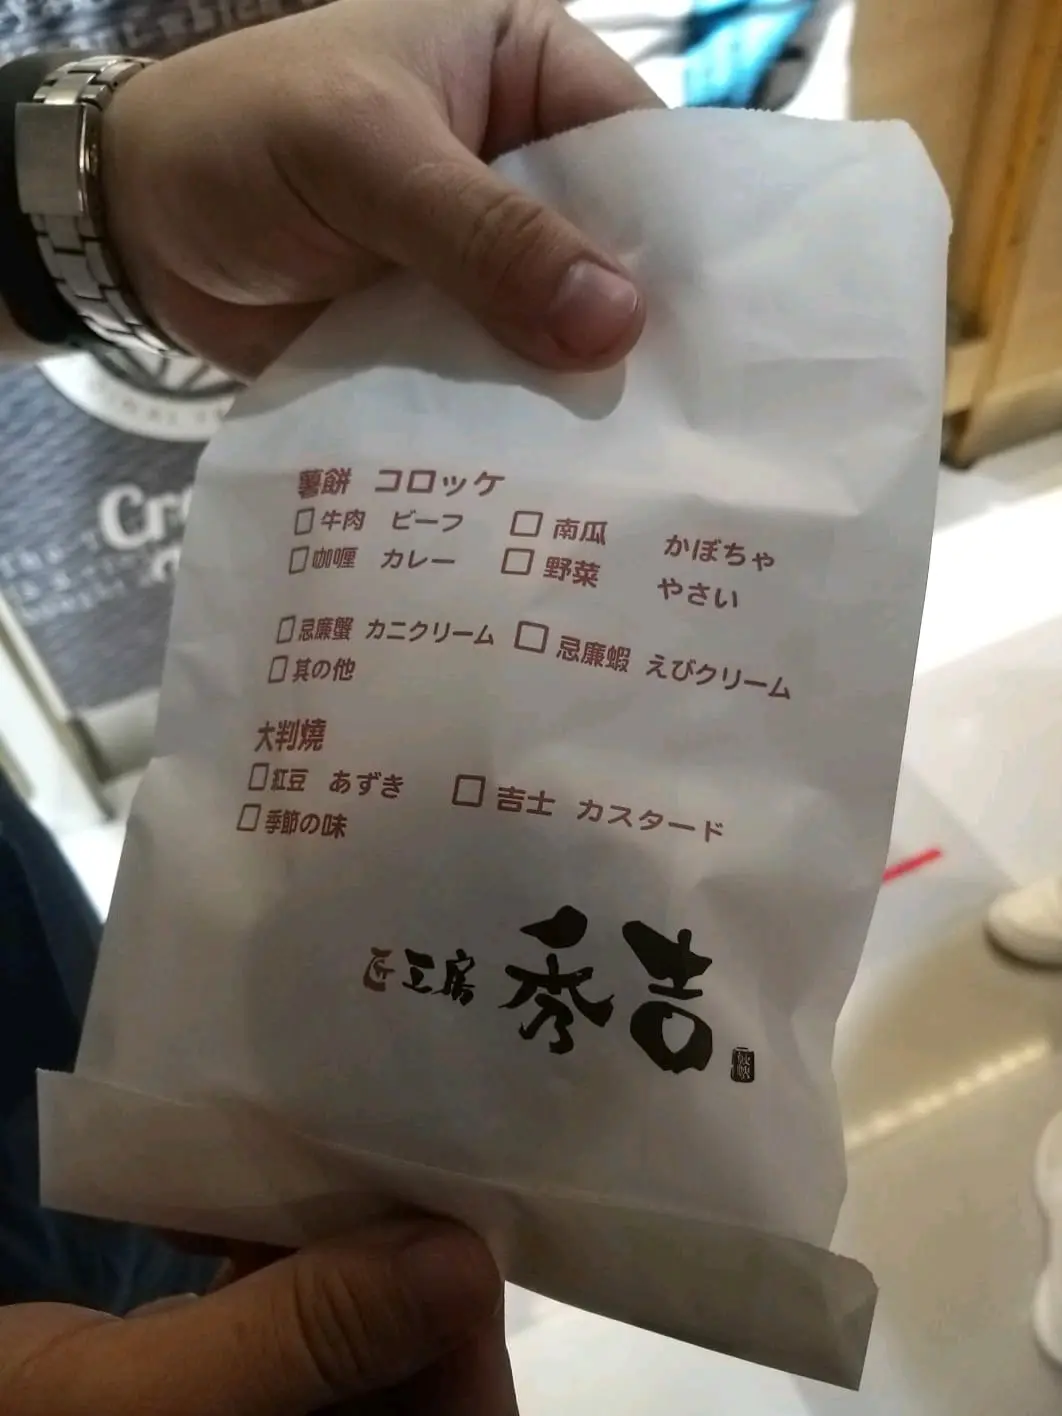 薯餅 コロッケ
□牛肉 ビーフ □南瓜 かぼちゃ
□咖喱 カレー □野菜 やさい
□忌廉蟹 カニクリーム □忌廉蝦 えびクリーム
□其の他
大判燒
□紅豆 あずき □吉士 カスタード
□季節の味
匠工房 秀吉